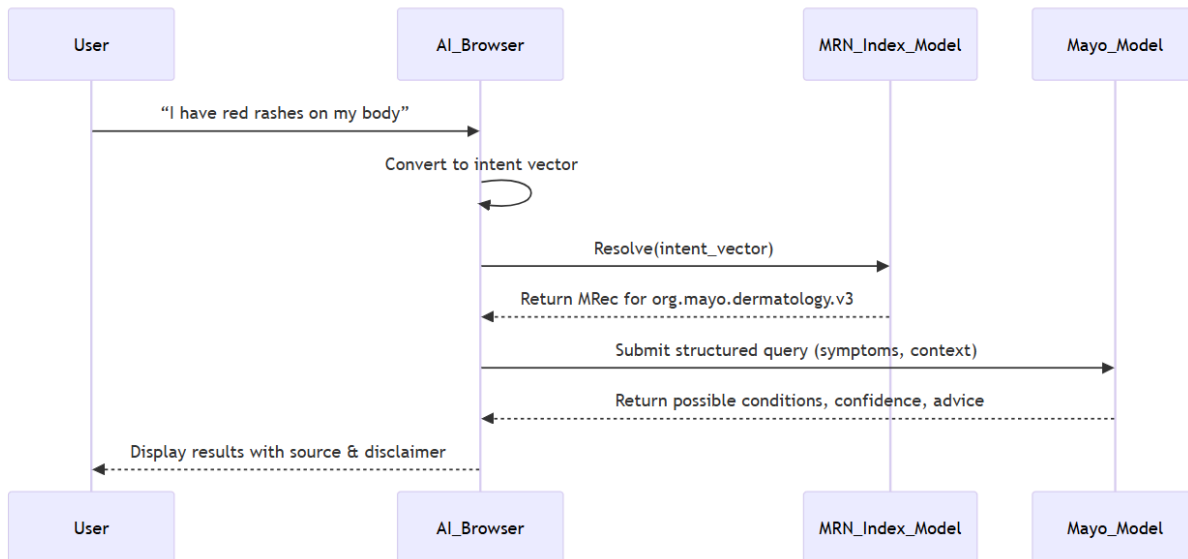 User
AI_Browser
MRN_Index_Model
Mayo_Model
“I have red rashes on my body”
Convert to intent vector
Resolve(intent_vector)
Return MRec for org.mayo.dermatology.v3
Submit structured query (symptoms, context)
Return possible conditions, confidence, advice
Display results with source & disclaimer
User
AI_Browser
MRN_Index_Model
Mayo_Model